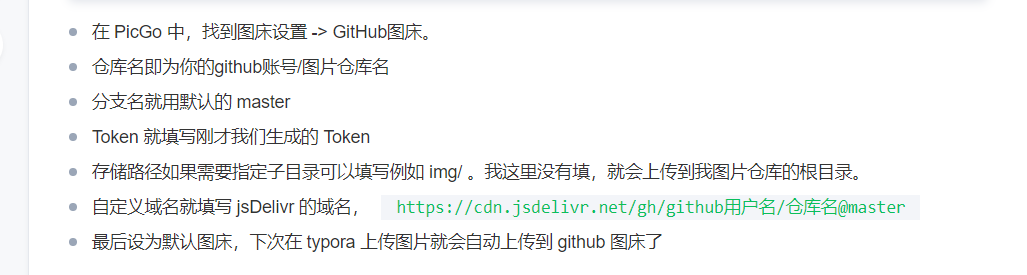 在 PicGo 中，找到图床设置 -> GitHub图床。
仓库名即为你的github账号/图片仓库名
分支名就用默认的 master
Token 就填写刚才我们生成的 Token
存储路径如果需要指定子目录可以填写例如 img/ 。我这里没有填，就会上传到我图片仓库的根目录。
自定义域名就填写 jsDelivr 的域名， https://cdn.jsdelivr.net/gh/github用户名/仓库名@master
最后设为默认图床，下次在 typora 上传图片就会自动上传到 github 图床了